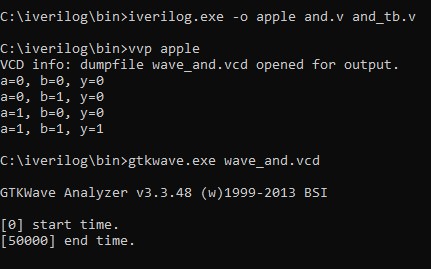 C:\iverilog\bin>iverilog.exe -o apple and.v and_tb.v
C:\iverilog\bin>vvp apple
VCD info: dumpfile wave_and.vcd opened for output.
a=0, b=0, y=0
a=0, b=1, y=0
a=1, b=0, y=0
a=1, b=1, y=1
C:\iverilog\bin>gtkwave.exe wave_and.vcd
GTKWave Analyzer v3.3.48 (w)1999-2013 BSI
[0] start time.
[50000] end time.